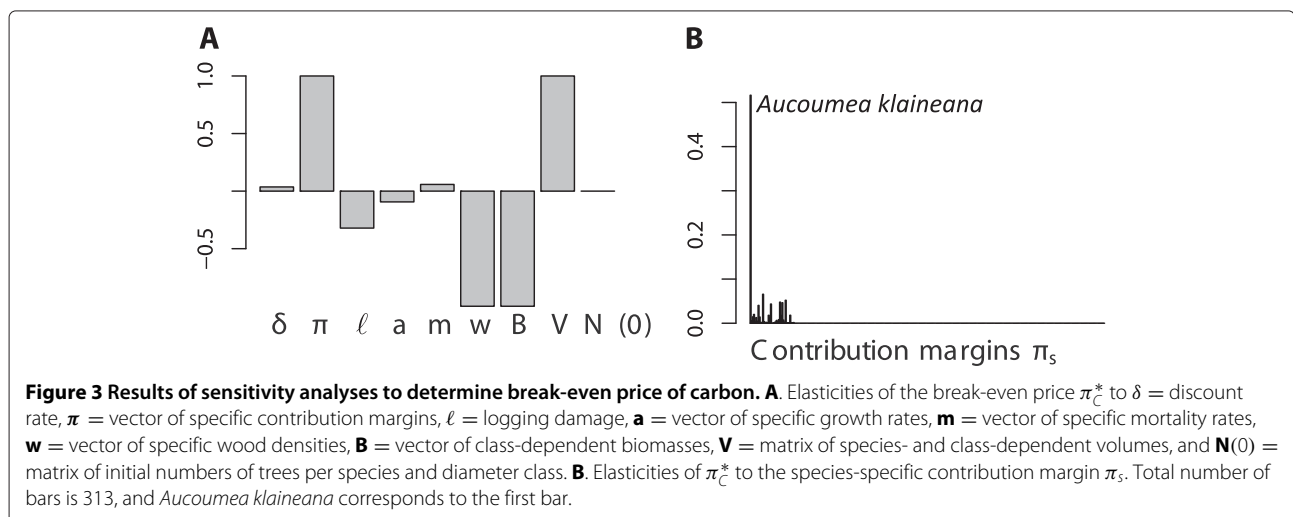 A
B
1.0
0.5
−0.5
δ π ℓ a m w B V N (0)
Aucoumea klaineana
0.4
0.2
0.0
Contribution margins πs
Figure 3 Results of sensitivity analyses to determine break-even price of carbon. A. Elasticities of the break-even price π*C to δ = discount
rate, π = vector of specific contribution margins, ℓ = logging damage, a = vector of specific growth rates, m = vector of specific mortality rates,
w = vector of specific wood densities, B = vector of class-dependent biomasses, V = matrix of species- and class-dependent volumes, and N(0) =
matrix of initial numbers of trees per species and diameter class. B. Elasticities of π*C to the species-specific contribution margin πs. Total number of
bars is 313, and Aucoumea klaineana corresponds to the first bar.